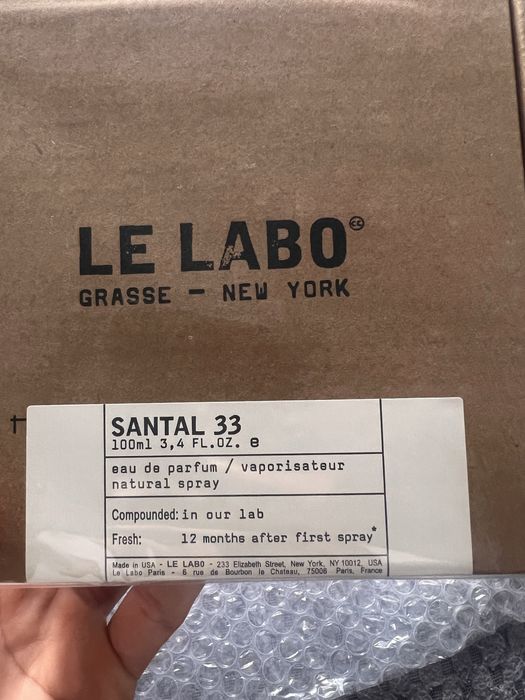 LE LABO
GRASSE — NEW YORK
SANTAL 33
100ml 3,4 FL.OZ. e
eau de parfum / vaporisateur
natural spray
Compounded: in our lab
Fresh: 12 months after first spray*
Made in USA - LE LABO - 233 Elizabeth Street, New York, NY 10012, USA
Le Labo Paris - 6 rue de Bourbon le Chateau, 75006 Paris, France